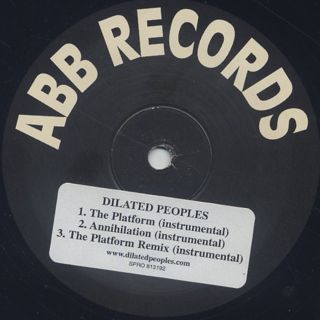 ABB RECORDS
DILATED PEOPLES
1. The Platform (instrumental)
2. Annihilation (instrumental)
3. The Platform Remix (instrumental)
www.dilatedpeoples.com
SPRO 813192